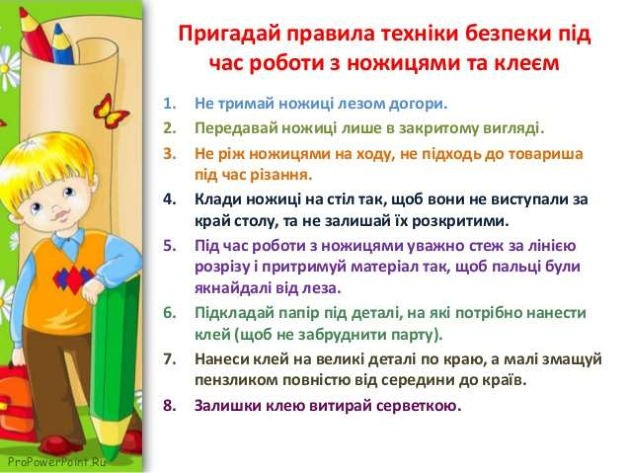 Пригадай правила техніки безпеки під
час роботи з ножицями та клеєм
1. Не тримай ножиці лезом догори.
2. Передавай ножиці лише в закритому вигляді.
3. Не ріж ножицями на ходу, не підходь до товариша
під час різання.
4. Клади ножиці на стіл так, щоб вони не виступали за
край столу, та не залишай їх розкритими.
5. Під час роботи з ножицями уважно стеж за лінією
розрізу і притримуй матеріал так, щоб пальці були
якнайдалі від леза.
6. Підкладай папір під деталі, на які потрібно нанести
клей (щоб не забруднити парту).
7. Нанеси клей на великі деталі по краю, а малі змащуй
пензликом повністю від середини до країв.
8. Залишки клею витирай серветкою.
ProPowerPoint.Ru